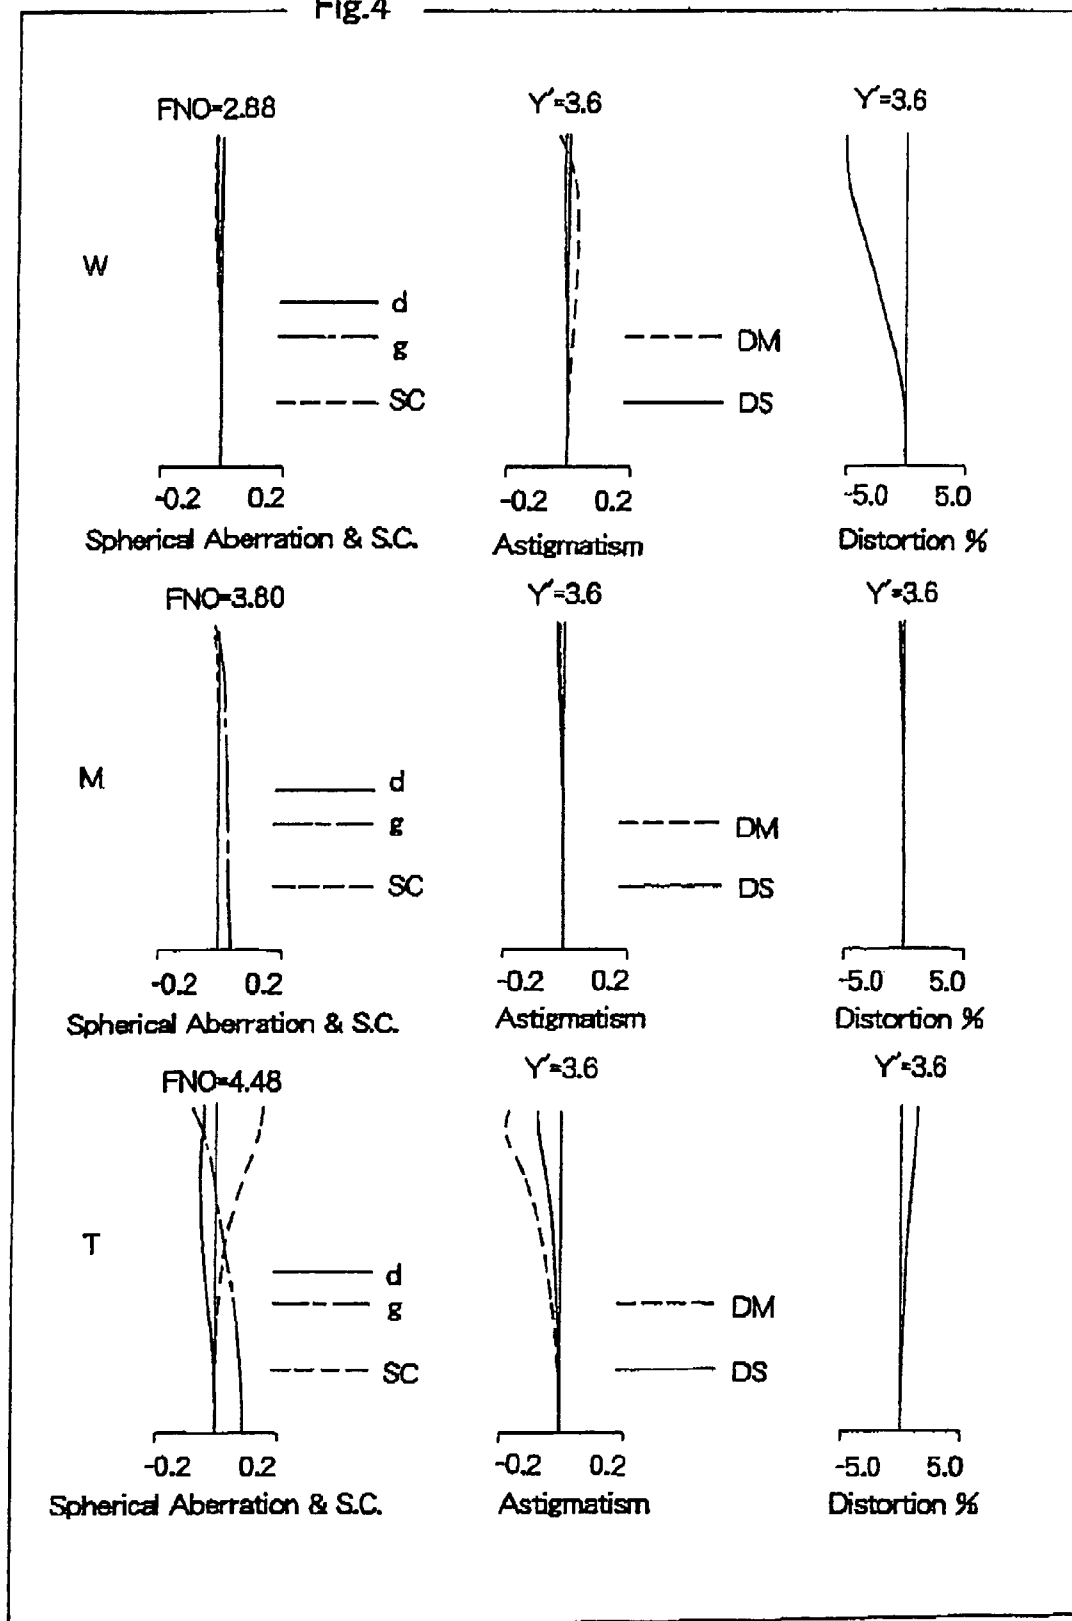 Fig.4
FNO=2.88
Y'=3.6
Y'=3.6
W
d
g
SC
DM
DS
-0.2 0.2
-0.2 0.2
-5.0 5.0
Spherical Aberration & S.C.
Astigmatism
Distortion %
FNO=3.80
Y'=3.6
Y'=3.6
M
d
g
SC
DM
DS
-0.2 0.2
-0.2 0.2
-5.0 5.0
Spherical Aberration & S.C.
Astigmatism
Distortion %
FNO=4.48
Y'=3.6
Y'=3.6
T
d
g
SC
DM
DS
-0.2 0.2
-0.2 0.2
-5.0 5.0
Spherical Aberration & S.C.
Astigmatism
Distortion %